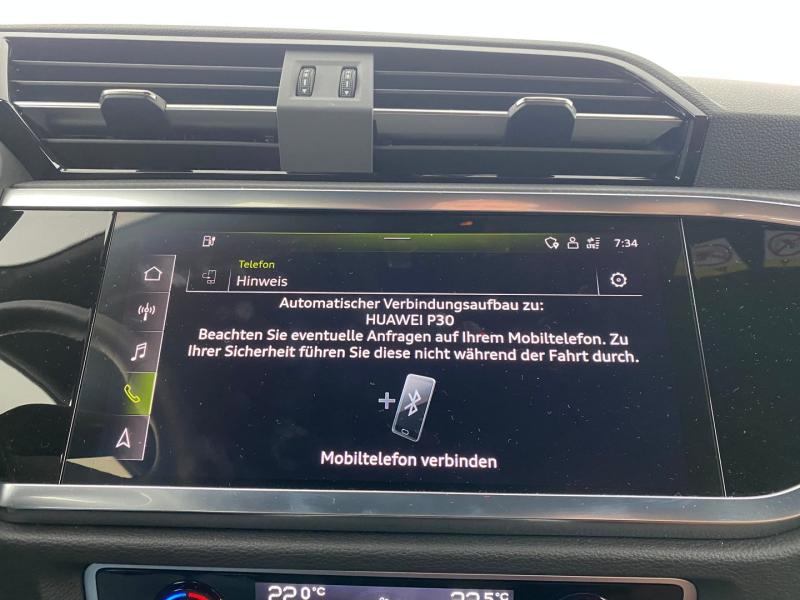 7:34
Telefon
Hinweis
Automatischer Verbindungsaufbau zu:
HUAWEI P30
Beachten Sie eventuelle Anfragen auf Ihrem Mobiltelefon. Zu
Ihrer Sicherheit führen Sie diese nicht während der Fahrt durch.
Mobiltelefon verbinden
22.0°C